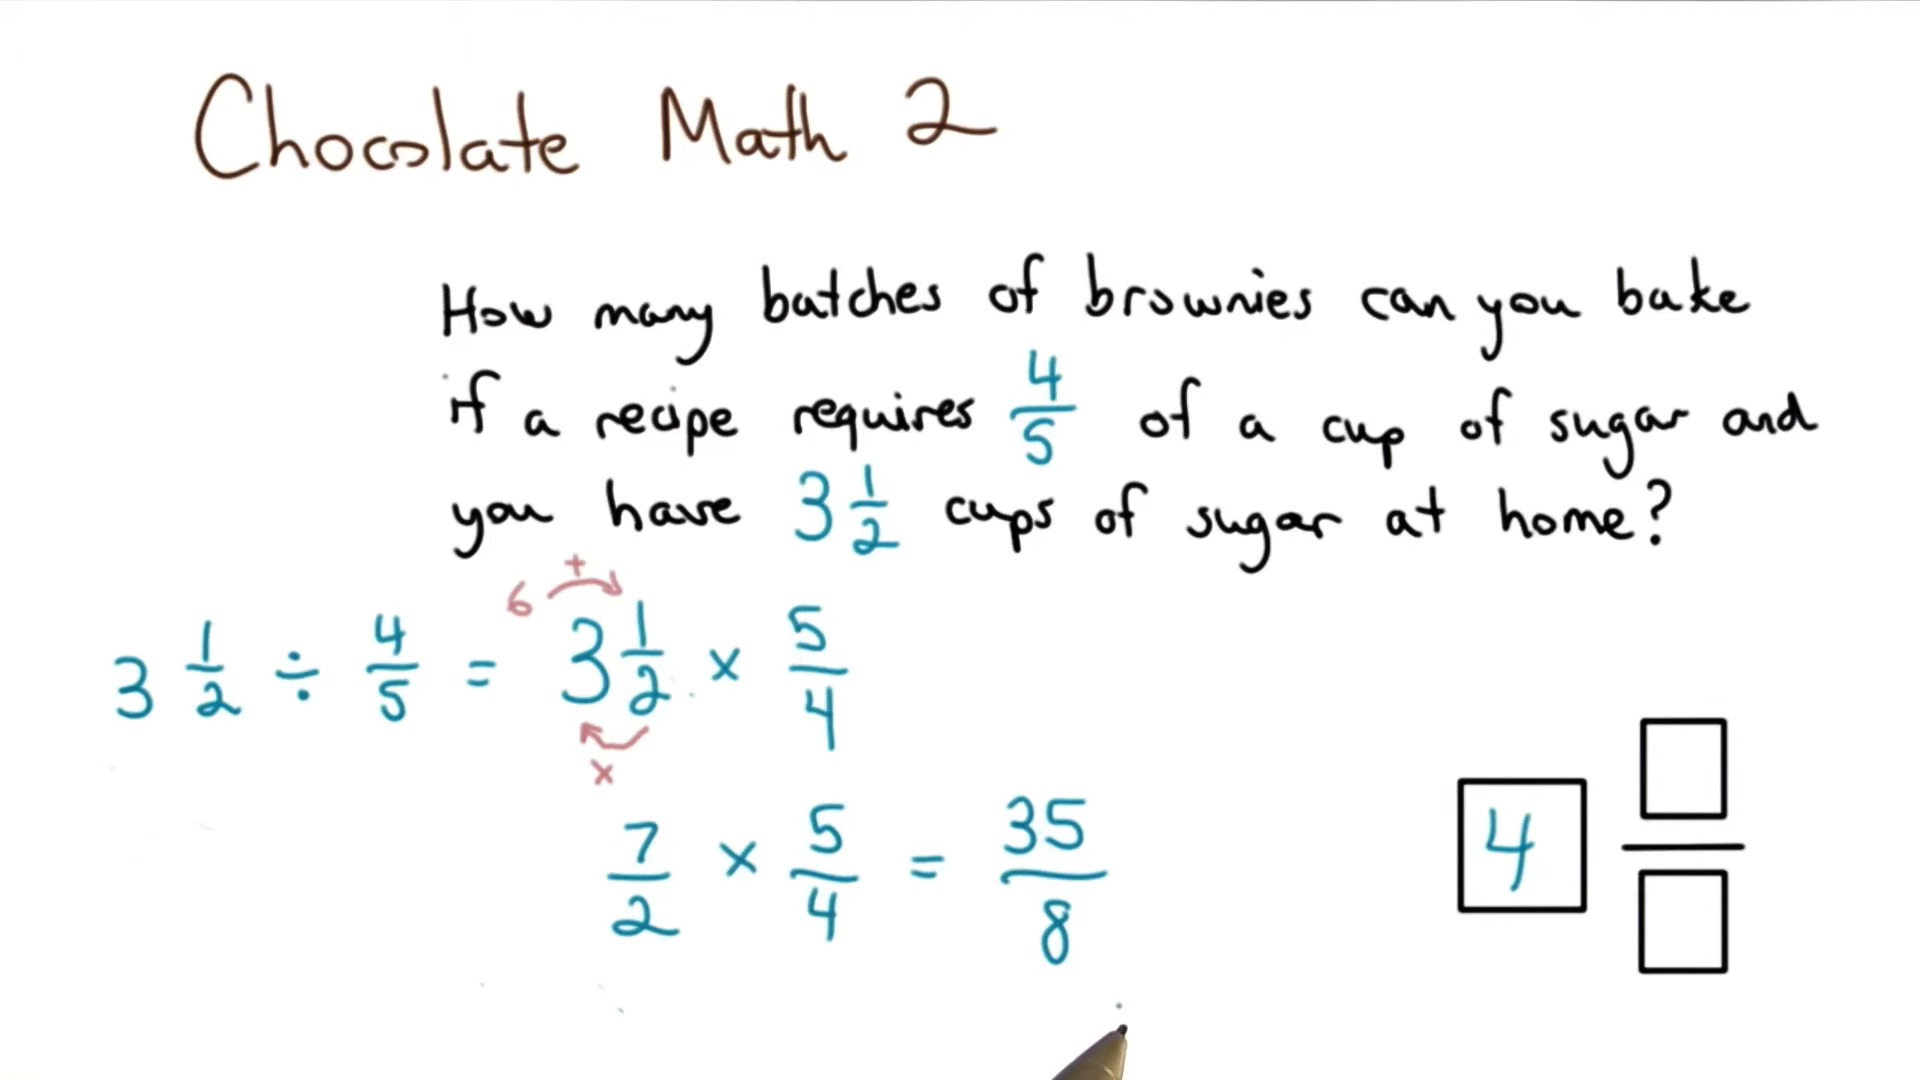 Chocolate Math 2
How many batches of brownies can you bake
if a recipe requires 4/5 of a cup of sugar and
you have 3 1/2 cups of sugar at home?
6 +
3 1/2 ÷ 4/5 = 3 1/2 × 5/4
×
7/2 × 5/4 = 35/8
4